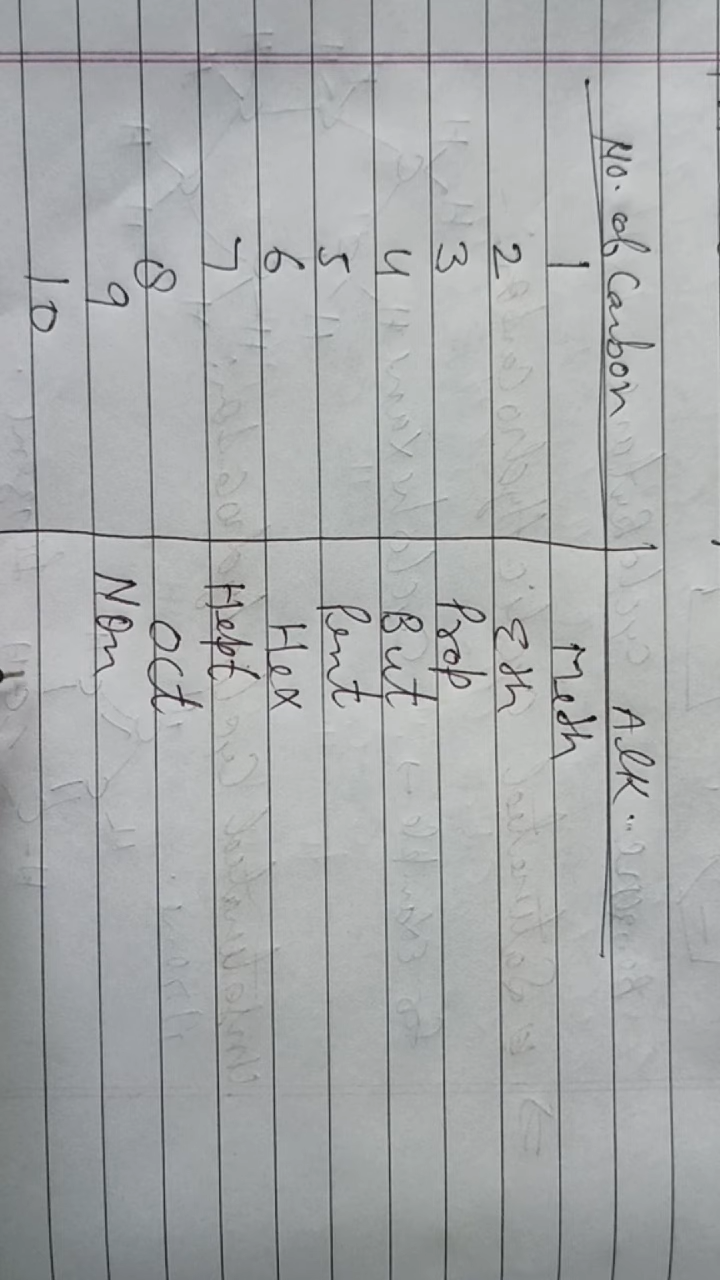 No. of Carbon Alk..
1 Meth
2 Eth
3 Prop
4 But
5 Pent
6 Hex
7 Hept
8 Oct
9 Non
10